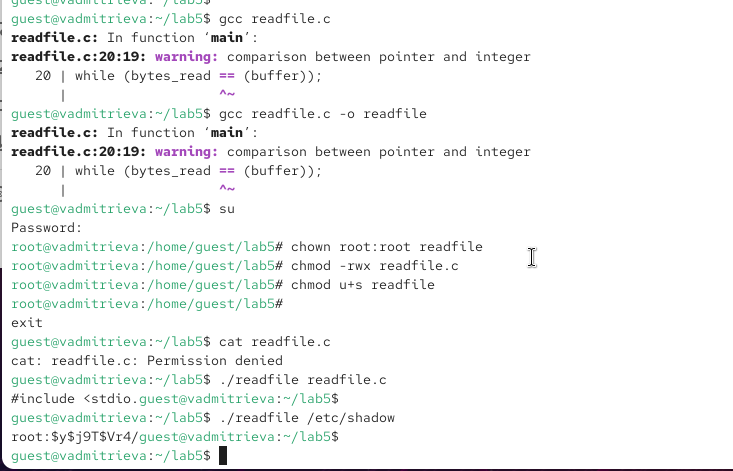 guest@vadmitrieva:~/lab5$ gcc readfile.c
readfile.c: In function ‘main’:
readfile.c:20:19: warning: comparison between pointer and integer
   20 | while (bytes_read == (buffer));
      |                   ^~
guest@vadmitrieva:~/lab5$ gcc readfile.c -o readfile
readfile.c: In function ‘main’:
readfile.c:20:19: warning: comparison between pointer and integer
   20 | while (bytes_read == (buffer));
      |                   ^~
guest@vadmitrieva:~/lab5$ su
Password:
root@vadmitrieva:/home/guest/lab5# chown root:root readfile
root@vadmitrieva:/home/guest/lab5# chmod -rwx readfile.c
root@vadmitrieva:/home/guest/lab5# chmod u+s readfile
root@vadmitrieva:/home/guest/lab5#
exit
guest@vadmitrieva:~/lab5$ cat readfile.c
cat: readfile.c: Permission denied
guest@vadmitrieva:~/lab5$ ./readfile readfile.c
#include <stdio.guest@vadmitrieva:~/lab5$
guest@vadmitrieva:~/lab5$ ./readfile /etc/shadow
root:$y$j9T$Vr4/guest@vadmitrieva:~/lab5$
guest@vadmitrieva:~/lab5$